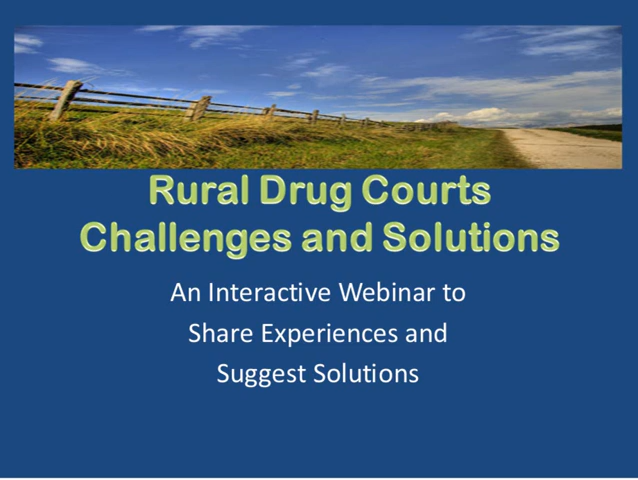 Rural Drug Courts
Challenges and Solutions
An Interactive Webinar to
Share Experiences and
Suggest Solutions